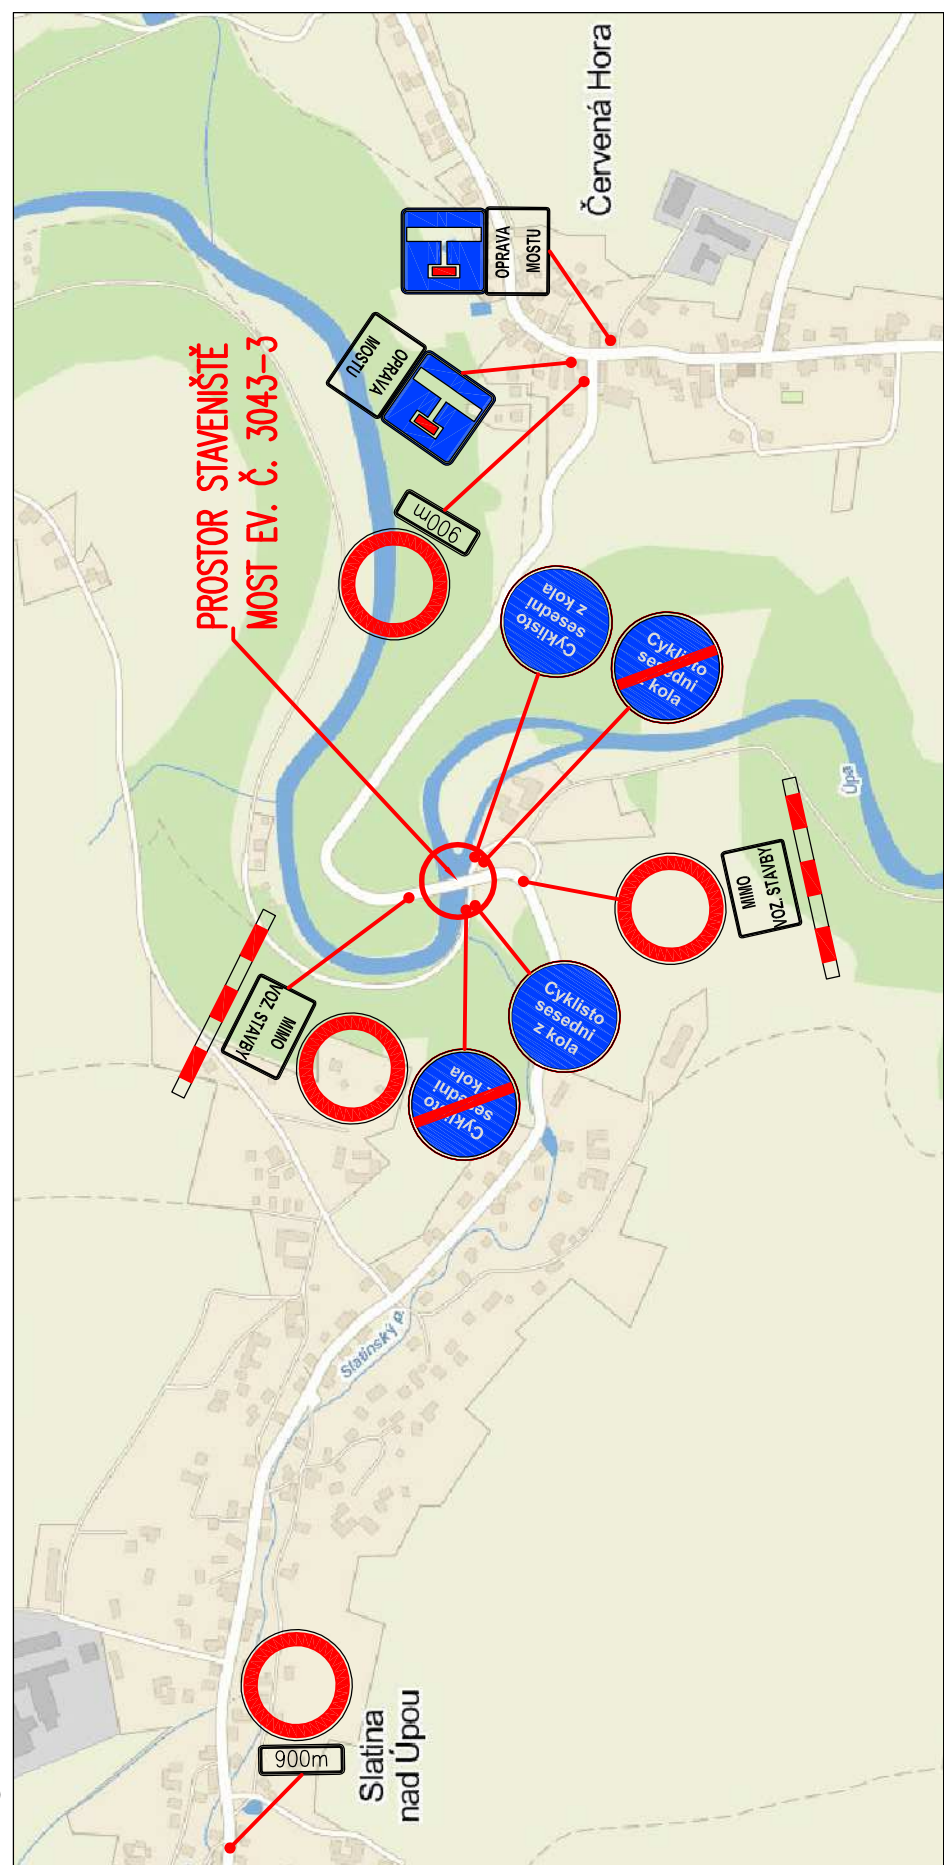 Červená Hora
OPRAVA
MOSTU
OPRAVA
MOSTU
PROSTOR STAVENIŠTĚ
MOST EV. Č. 3043-3
900m
Cyklisto
sesedni
z kola
Cyklisto
sesedni
z kola
Úpa
MIMO
VOZ. STAVBY
MIMO
VOZ. STAVBY
Cyklisto
sesedni
z kola
Cyklisto
sesedni
z kola
Slatinský p.
900m
Slatina
nad Úpou